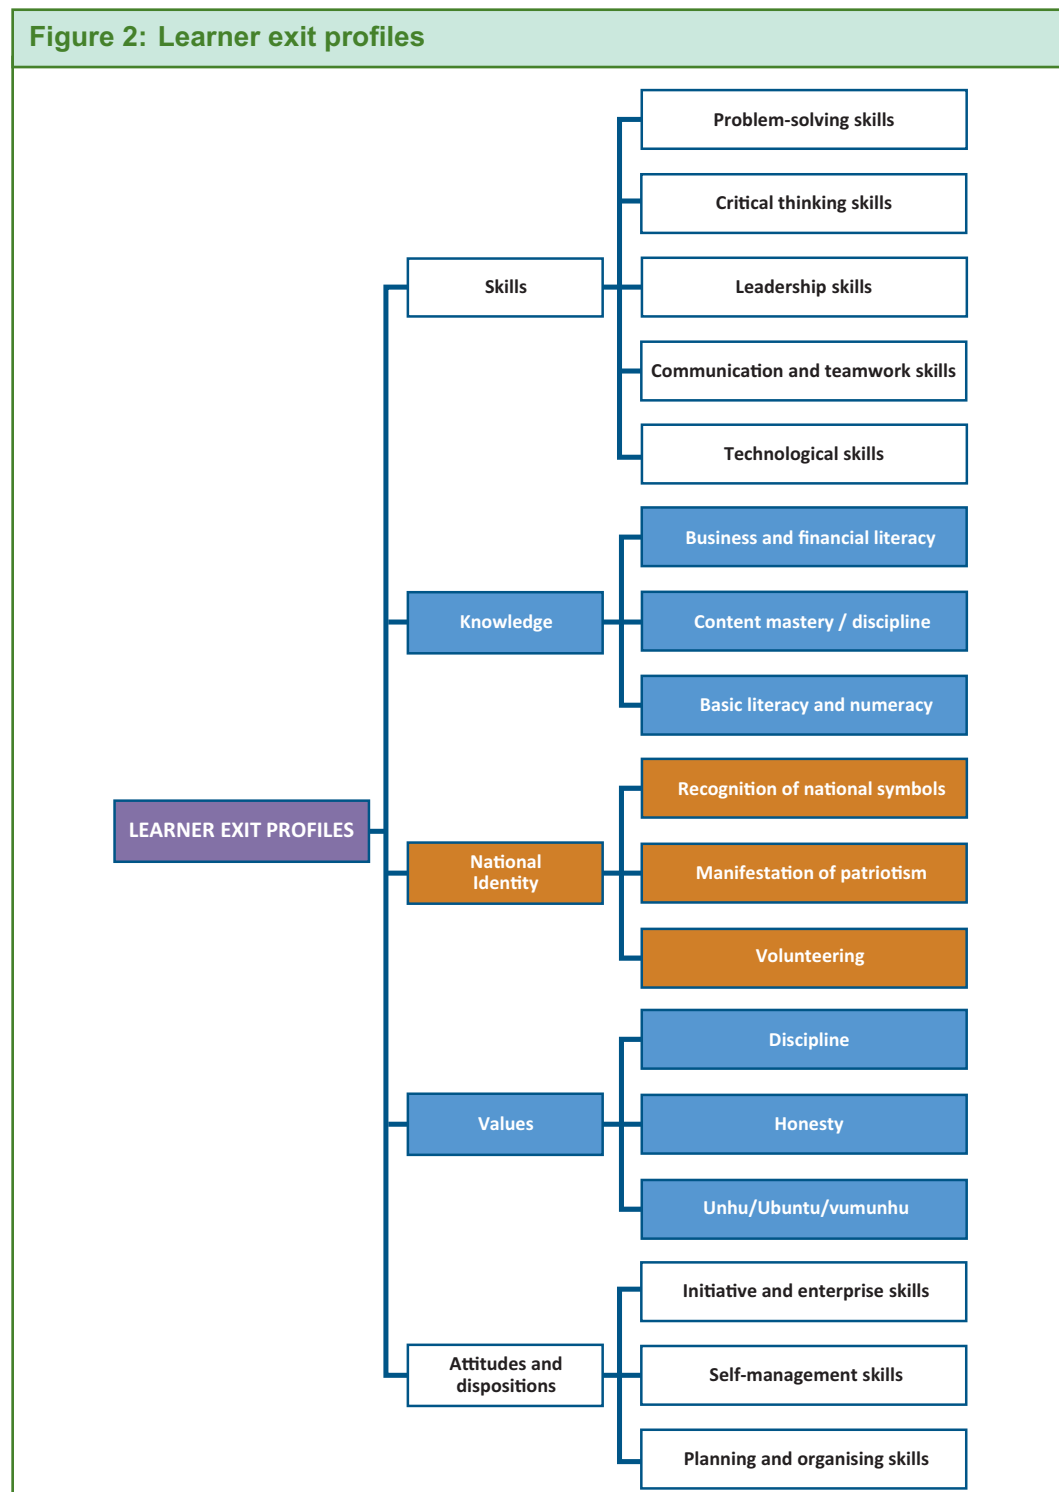 Figure 2: Learner exit profiles
Problem-solving skills
Critical thinking skills
Skills
Leadership skills
Communication and teamwork skills
Technological skills
Business and financial literacy
Knowledge
Content mastery / discipline
Basic literacy and numeracy
LEARNER EXIT PROFILES
Recognition of national symbols
National
Identity
Manifestation of patriotism
Volunteering
Discipline
Values
Honesty
Unhu/Ubuntu/vumunhu
Initiative and enterprise skills
Attitudes and
dispositions
Self-management skills
Planning and organising skills